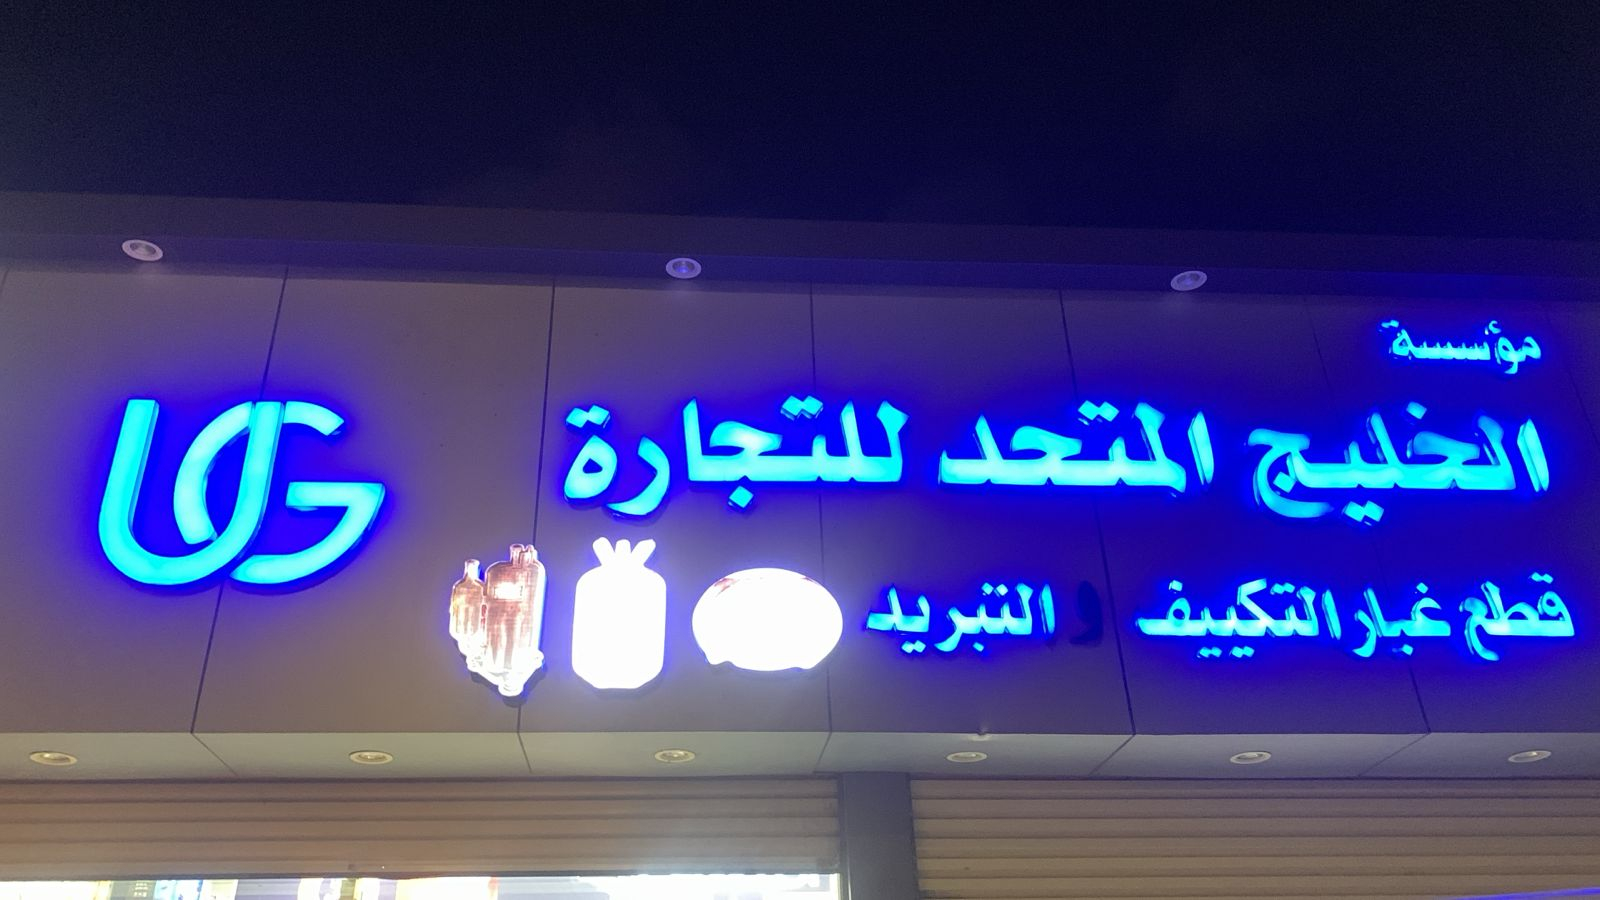 مؤسسة
الخليج المتحد للتجارة
قطع غيار التكييف و التبريد
UG